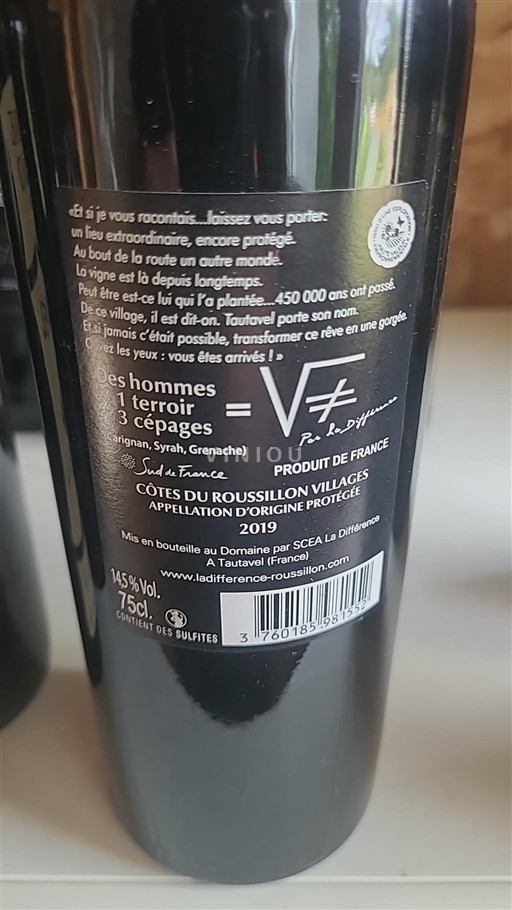 «Et si je vous racontais...laissez vous porter:
un lieu extraordinaire, encore protégé.
Au bout de la route un autre monde.
La vigne est là depuis longtemps.
Peut être est-ce lui qui l'a plantée...450 000 ans ont passé.
De ce village, il est dit-on. Tautavel porte son nom.
Et si jamais c'était possible, transformer ce rêve en une gorgée.
Ouvrez les yeux : vous êtes arrivés ! »
Des hommes
1 terroir
3 cépages
= √≠
(Carignan, Syrah, Grenache)
Par La Différence
VINIOU
Sud de France
PRODUIT DE FRANCE
CÔTES DU ROUSSILLON VILLAGES
APPELLATION D'ORIGINE PROTÉGÉE
2019
Mis en bouteille au Domaine par SCEA La Différence
A Tautavel (France)
www.ladifference-roussillon.com
14.5%Vol.
75cl.
CONTIENT DES SULFITES
3 760185 981555